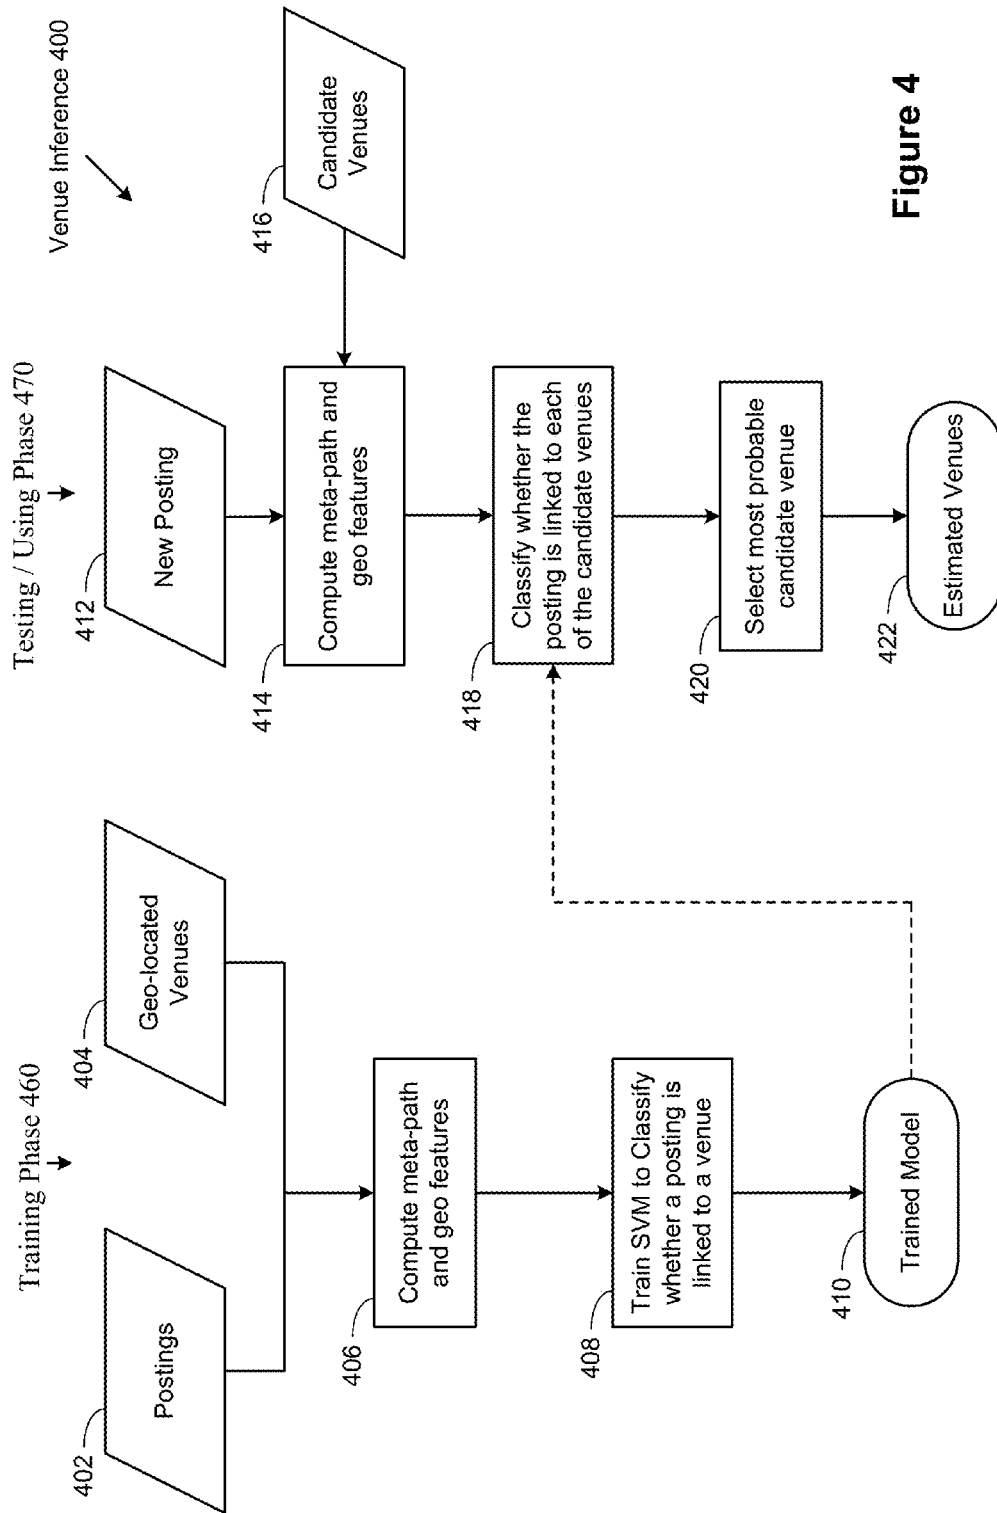 Venue Inference 400
Training Phase 460
Testing / Using Phase 470
402
Postings
404
Geo-located
Venues
406
Compute meta-path
and geo features
408
Train SVM to Classify
whether a posting is
linked to a venue
410
Trained Model
412
New Posting
416
Candidate
Venues
414
Compute meta-path and
geo features
418
Classify whether the
posting is linked to each
of the candidate venues
420
Select most probable
candidate venue
422
Estimated Venues
Figure 4